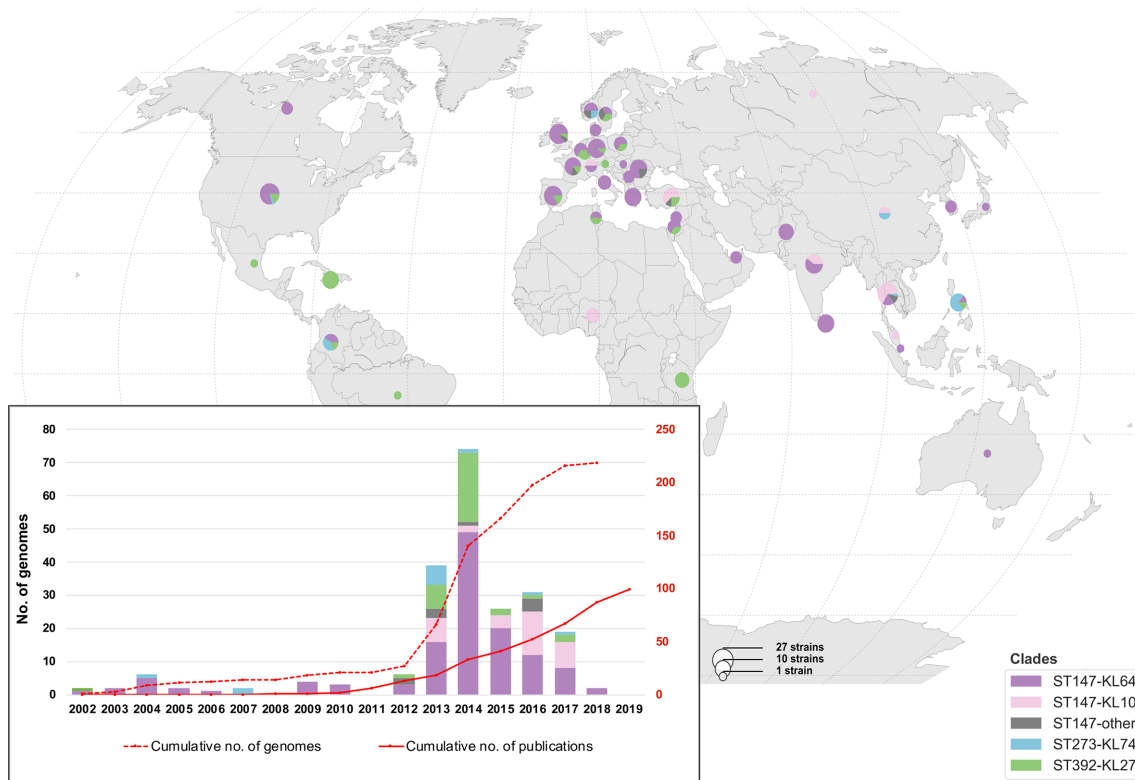 80
70
60
50
40
30
20
10
0
No. of genomes
250
200
150
100
50
0
2002 2003 2004 2005 2006 2007 2008 2009 2010 2011 2012 2013 2014 2015 2016 2017 2018 2019
Cumulative no. of genomes Cumulative no. of publications
27 strains
10 strains
1 strain
Clades
ST147-KL64
ST147-KL10
ST147-other
ST273-KL74
ST392-KL27